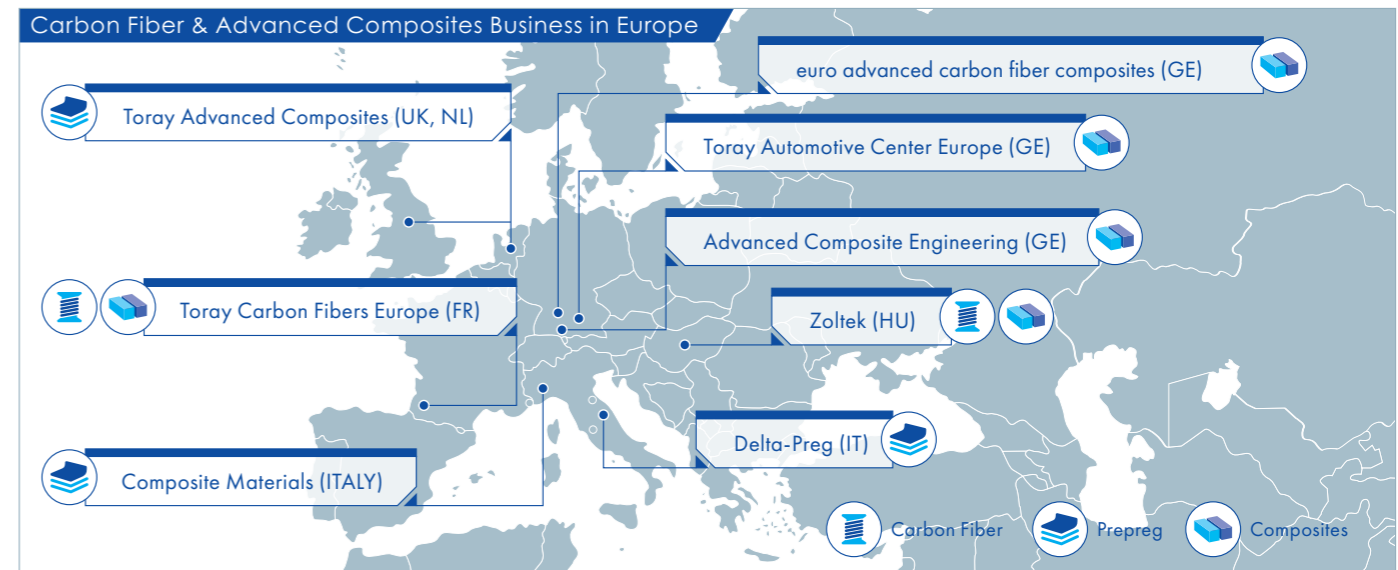 Carbon Fiber & Advanced Composites Business in Europe
euro advanced carbon fiber composites (GE)
Toray Advanced Composites (UK, NL)
Toray Automotive Center Europe (GE)
Advanced Composite Engineering (GE)
Toray Carbon Fibers Europe (FR)
Zoltek (HU)
Delta-Preg (IT)
Composite Materials (ITALY)
Carbon Fiber
Prepreg
Composites